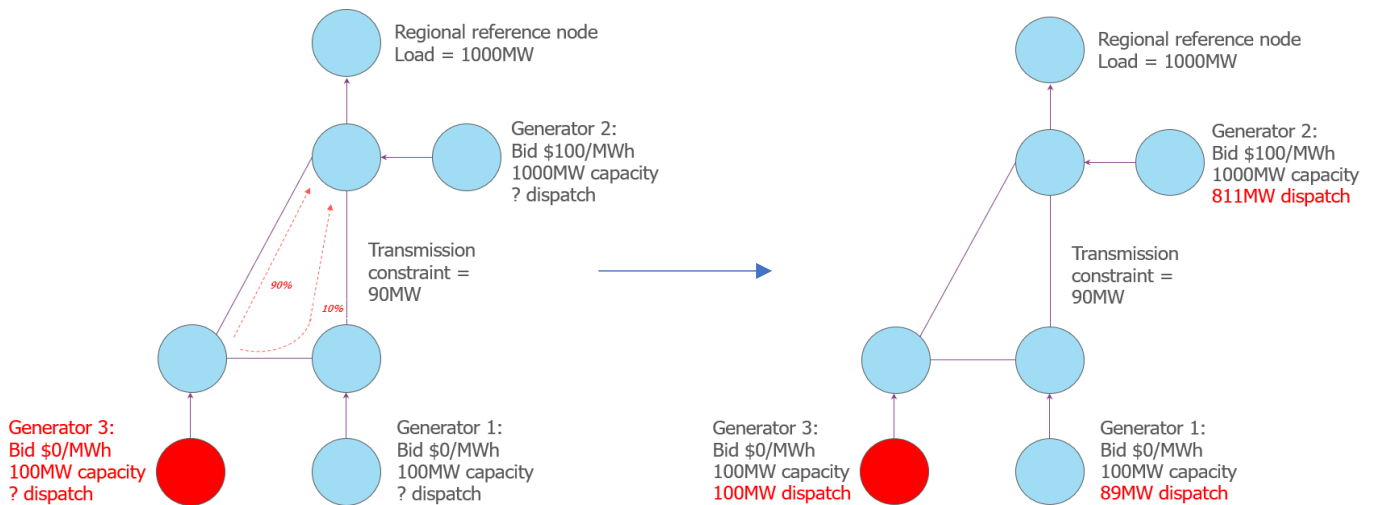 Regional reference node
Load = 1000MW
Generator 2:
Bid $100/MWh
1000MW capacity
? dispatch
Transmission
constraint =
90MW
90%
10%
Generator 3:
Bid $0/MWh
100MW capacity
? dispatch
Generator 1:
Bid $0/MWh
100MW capacity
? dispatch
Regional reference node
Load = 1000MW
Generator 2:
Bid $100/MWh
1000MW capacity
811MW dispatch
Transmission
constraint =
90MW
Generator 3:
Bid $0/MWh
100MW capacity
100MW dispatch
Generator 1:
Bid $0/MWh
100MW capacity
89MW dispatch